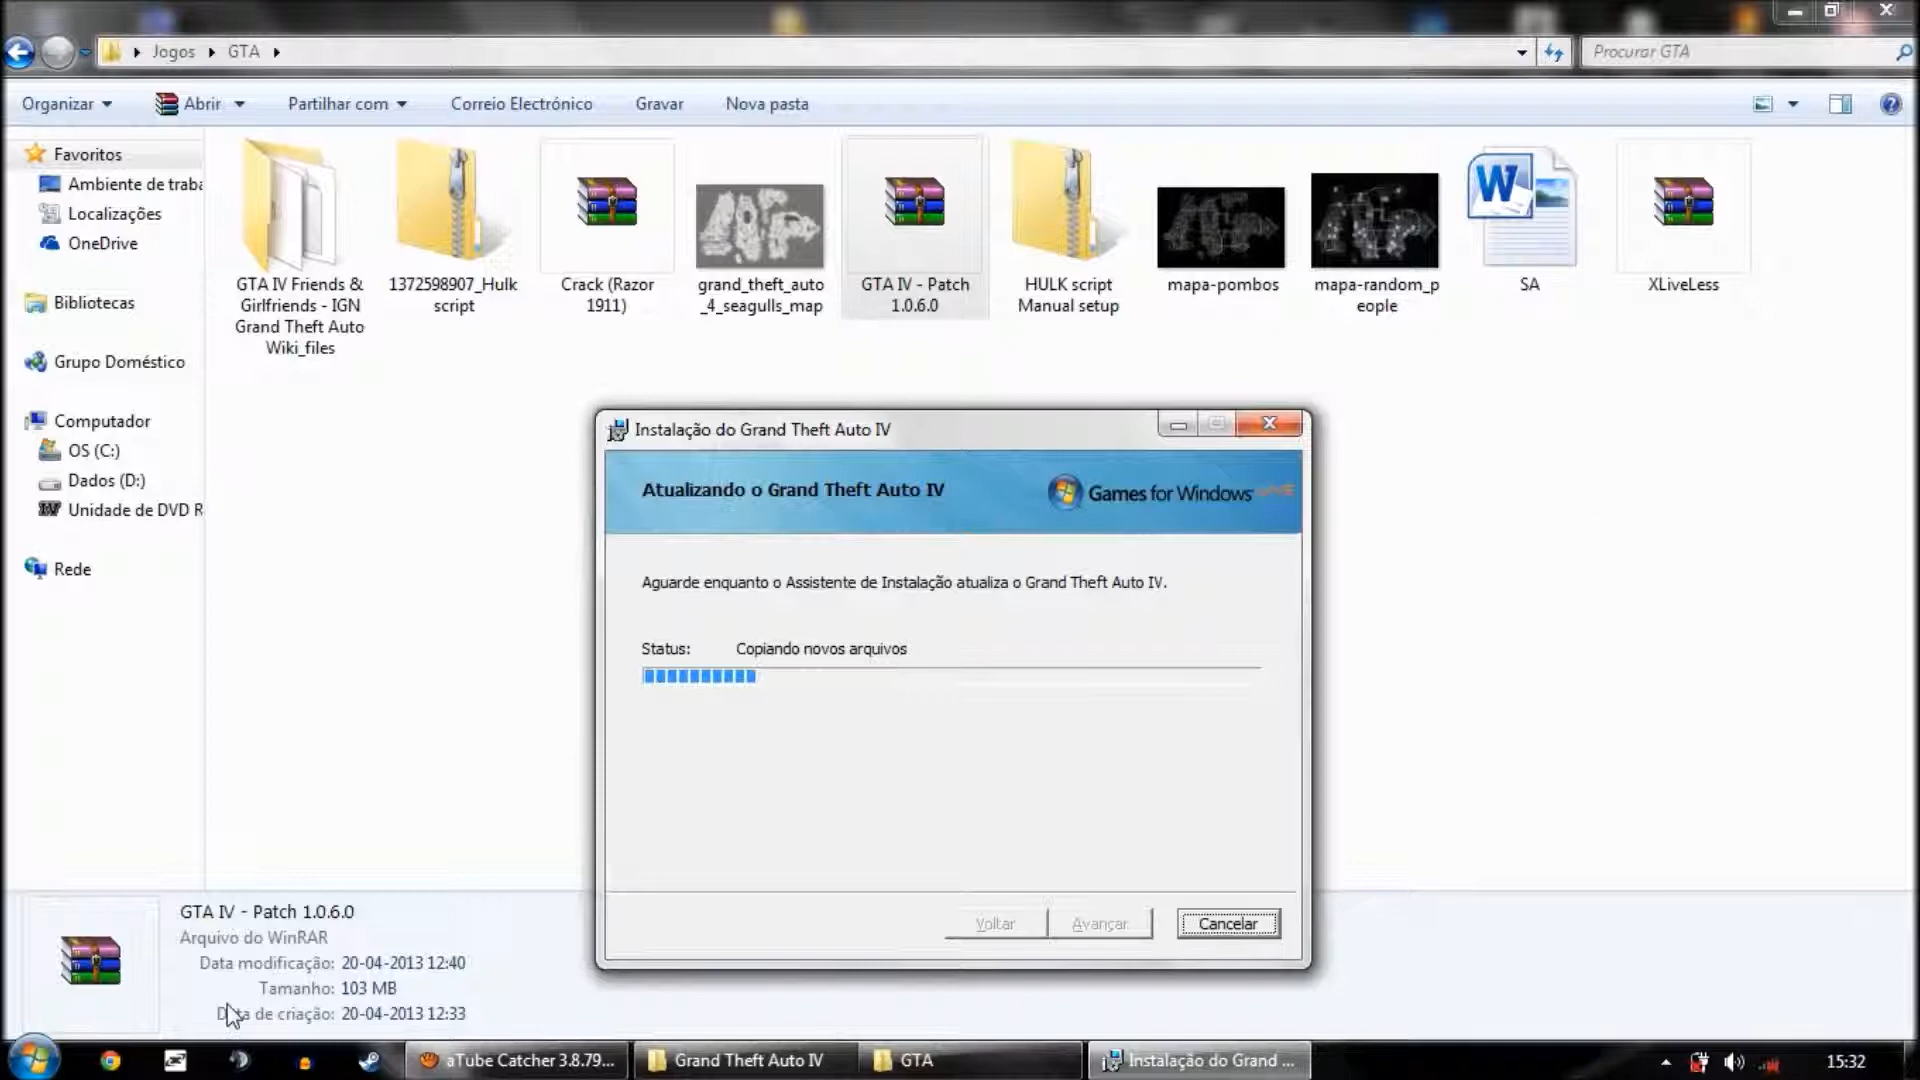 Jogos
GTA
Procurar GTA
Organizar
Abrir
Partilhar com
Correio Electrónico
Gravar
Nova pasta
Favoritos
Ambiente de traba
Localizações
OneDrive
Bibliotecas
Grupo Doméstico
Computador
OS (C:)
Dados (D:)
Unidade de DVD R
Rede
GTA IV Friends &
Girlfriends - IGN
Grand Theft Auto
Wiki_files
1372598907_Hulk
script
Crack (Razor
1911)
grand_theft_auto
_4_seagulls_map
GTA IV - Patch
1.0.6.0
HULK script
Manual setup
mapa-pombos
mapa-random_p
eople
SA
XLiveLess
Instalação do Grand Theft Auto IV
Atualizando o Grand Theft Auto IV
Games for Windows LIVE
Aguarde enquanto o Assistente de Instalação atualiza o Grand Theft Auto IV.
Status: Copiando novos arquivos
Voltar
Avançar
Cancelar
GTA IV - Patch 1.0.6.0
Arquivo do WinRAR
Data modificação: 20-04-2013 12:40
Tamanho: 103 MB
Data de criação: 20-04-2013 12:33
aTube Catcher 3.8.79...
Grand Theft Auto IV
GTA
Instalação do Grand ...
15:32